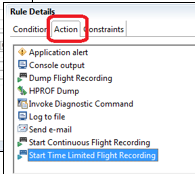 Rule Details
Condition Action Constraints
Application alert
Console output
Dump Flight Recording
HPROF Dump
Invoke Diagnostic Command
Log to file
Send e-mail
Start Continuous Flight Recording
Start Time Limited Flight Recording